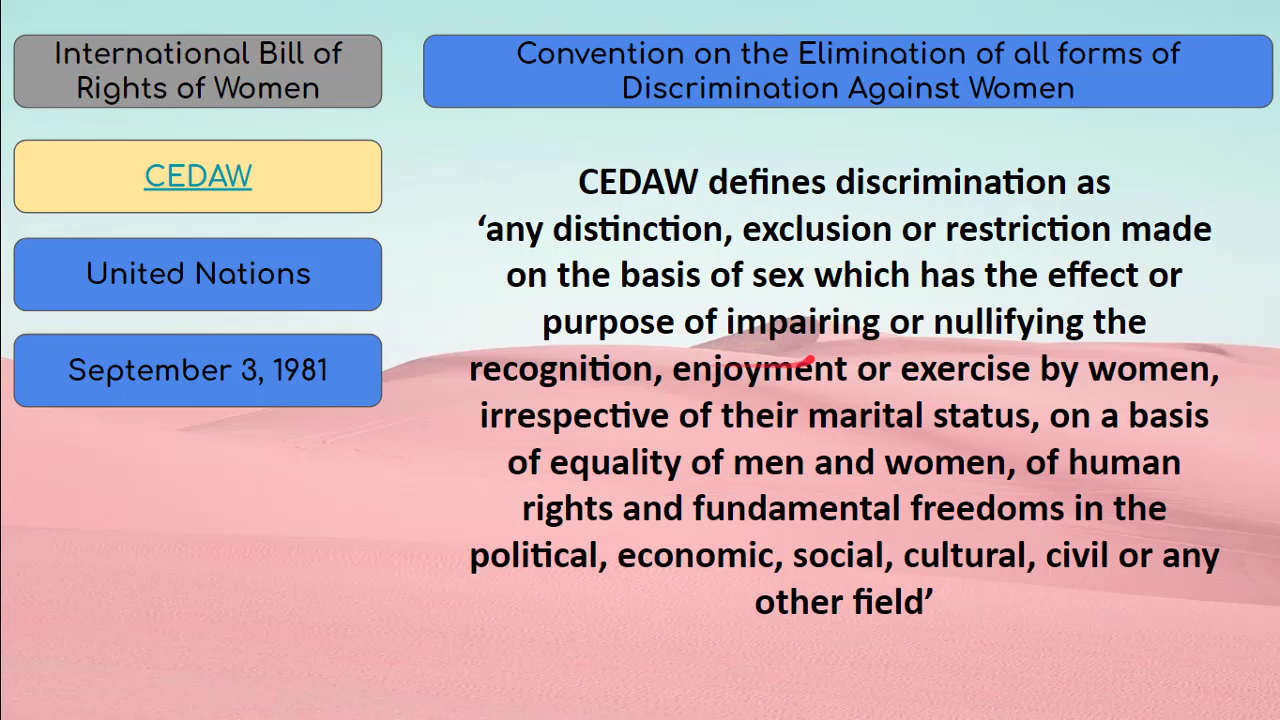 International Bill of
Rights of Women
Convention on the Elimination of all forms of
Discrimination Against Women
CEDAW
United Nations
September 3, 1981
CEDAW defines discrimination as
‘any distinction, exclusion or restriction made
on the basis of sex which has the effect or
purpose of impairing or nullifying the
recognition, enjoyment or exercise by women,
irrespective of their marital status, on a basis
of equality of men and women, of human
rights and fundamental freedoms in the
political, economic, social, cultural, civil or any
other field’